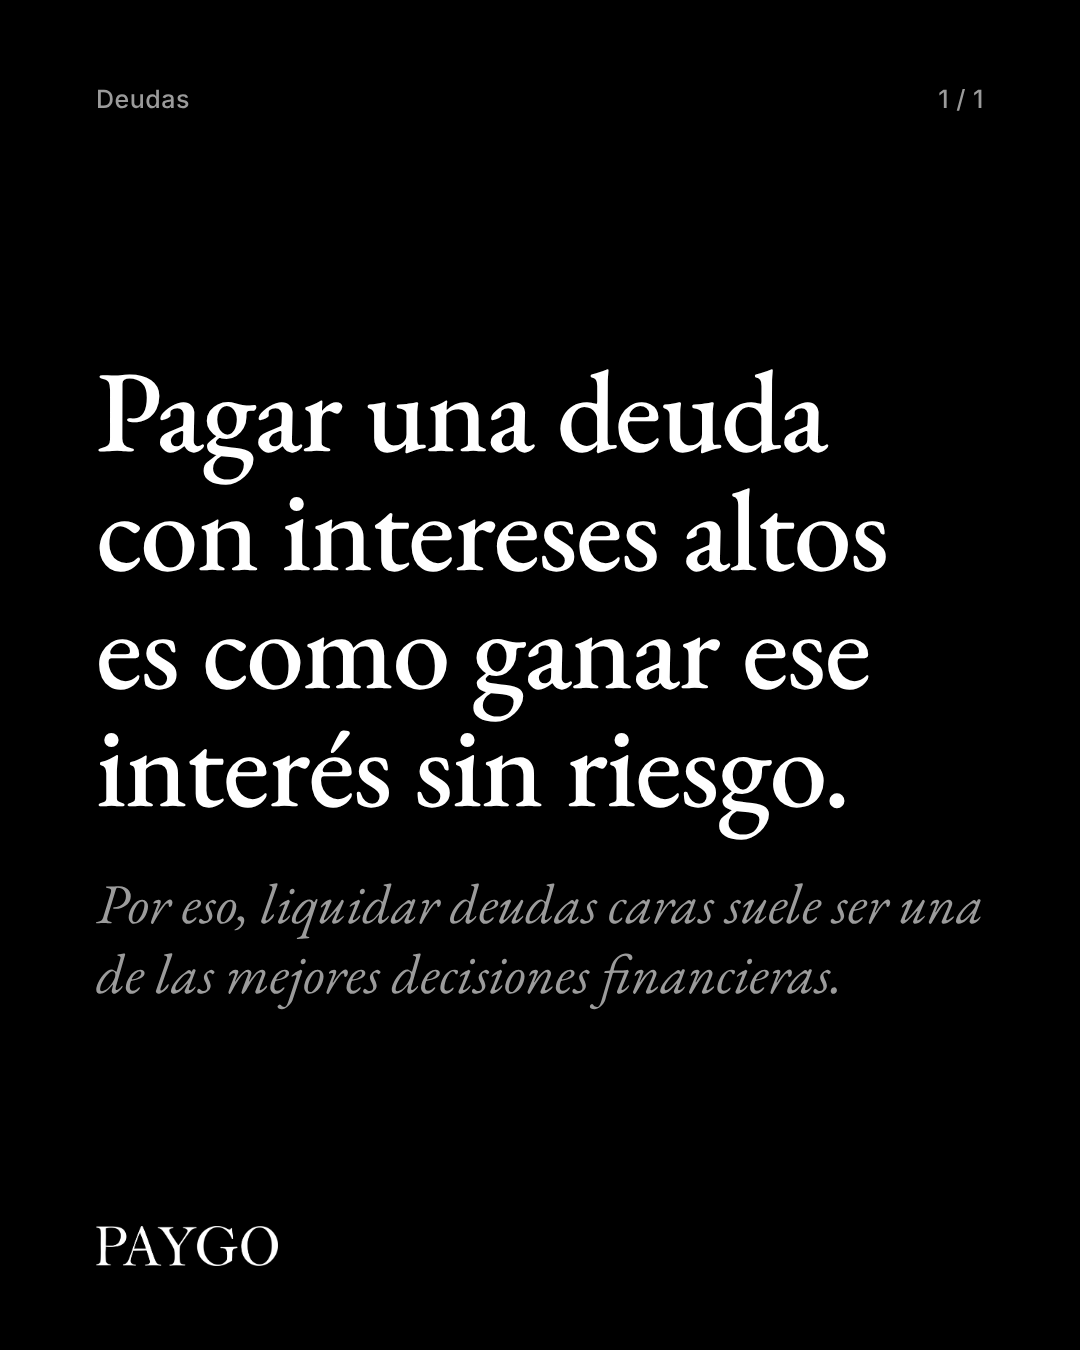 Deudas
1 / 1
Pagar una deuda
con intereses altos
es como ganar ese
interés sin riesgo.
Por eso, liquidar deudas caras suele ser una
de las mejores decisiones financieras.
PAYGO